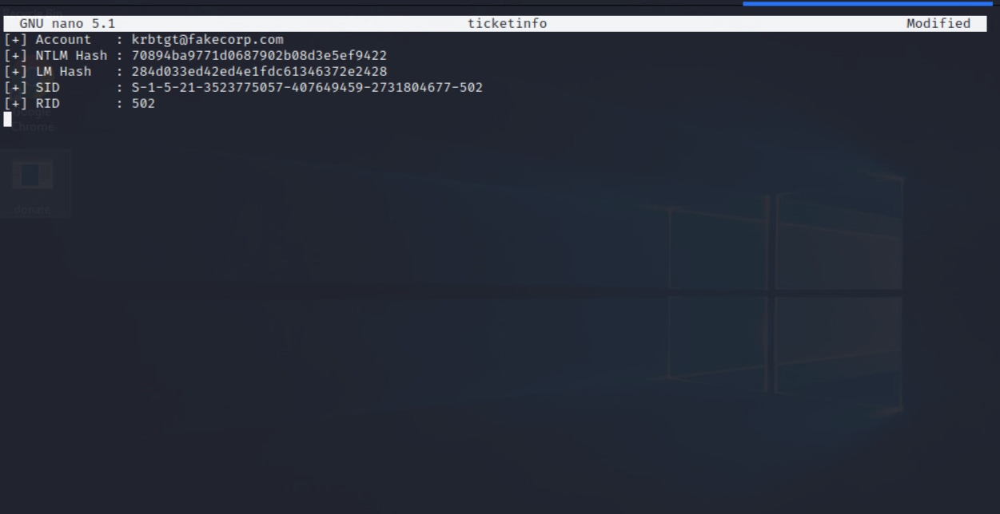 GNU nano 5.1 ticketinfo Modified
[+] Account   : krbtgt@fakecorp.com
[+] NTLM Hash : 70894ba9771d0687902b08d3e5ef9422
[+] LM Hash   : 284d033ed42ed4e1fdc61346372e2428
[+] SID       : S-1-5-21-3523775057-407649459-2731804677-502
[+] RID       : 502
Google
Chrome
donate